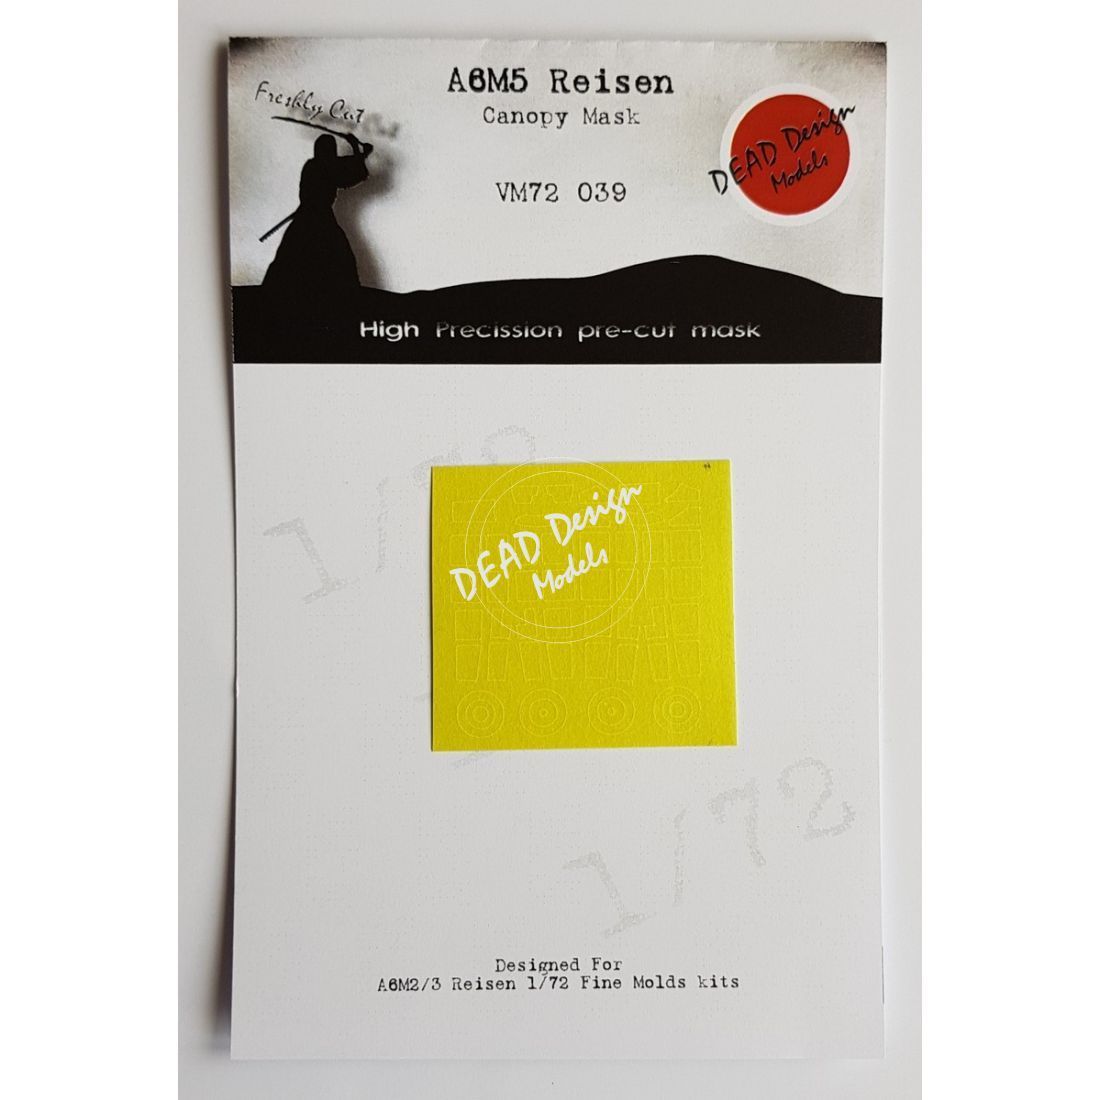 A6M5 Reisen
Canopy Mask
VM72 039
Freshly Cut
DEAD Design
Models
High Precission pre-cut mask
1/72
DEAD Design
Models
1/72
Designed For
A6M2/3 Reisen 1/72 Fine Molds kits